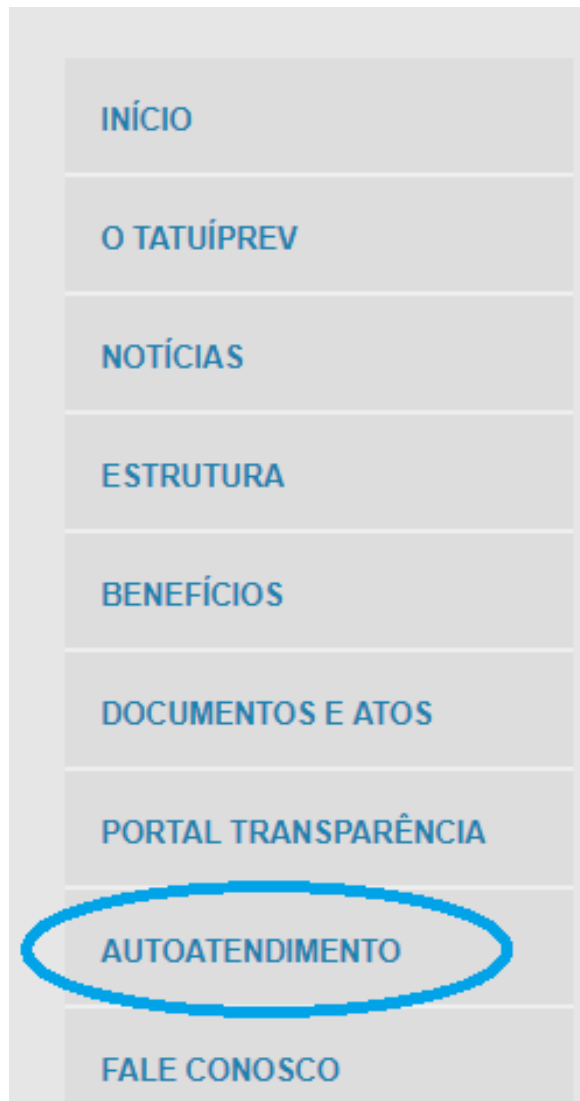 INÍCIO
O TATUÍPREV
NOTÍCIAS
ESTRUTURA
BENEFÍCIOS
DOCUMENTOS E ATOS
PORTAL TRANSPARÊNCIA
AUTOATENDIMENTO
FALE CONOSCO